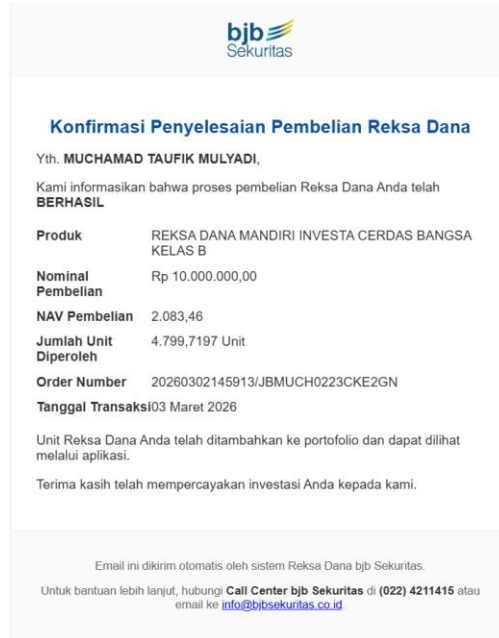 bjb
Sekuritas
Konfirmasi Penyelesaian Pembelian Reksa Dana
Yth. MUCHAMAD TAUFIK MULYADI,
Kami informasikan bahwa proses pembelian Reksa Dana Anda telah
BERHASIL
Produk REKSA DANA MANDIRI INVESTA CERDAS BANGSA
KELAS B
Nominal Rp 10.000.000,00
Pembelian
NAV Pembelian 2.083,46
Jumlah Unit 4.799,7197 Unit
Diperoleh
Order Number 20260302145913/JBMUCH0223CKE2GN
Tanggal Transaksi03 Maret 2026
Unit Reksa Dana Anda telah ditambahkan ke portofolio dan dapat dilihat
melalui aplikasi.
Terima kasih telah mempercayakan investasi Anda kepada kami.
Email ini dikirim otomatis oleh sistem Reksa Dana bjb Sekuritas.
Untuk bantuan lebih lanjut, hubungi Call Center bjb Sekuritas di (022) 4211415 atau
email ke info@bjbsekuritas.co.id.